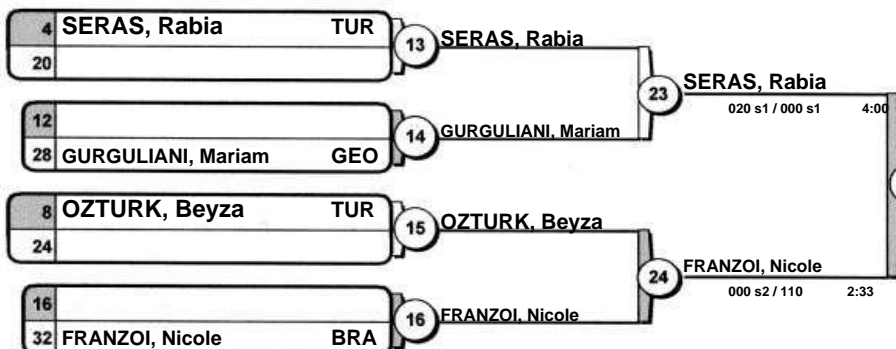 4 SERAS, Rabia TUR
20
13 SERAS, Rabia
12
28 GURGULIANI, Mariam GEO
14 GURGULIANI, Mariam
23 SERAS, Rabia
020 s1 / 000 s1 4:00
8 OZTURK, Beyza TUR
24
15 OZTURK, Beyza
16
32 FRANZOI, Nicole BRA
16 FRANZOI, Nicole
24 FRANZOI, Nicole
000 s2 / 110 2:33